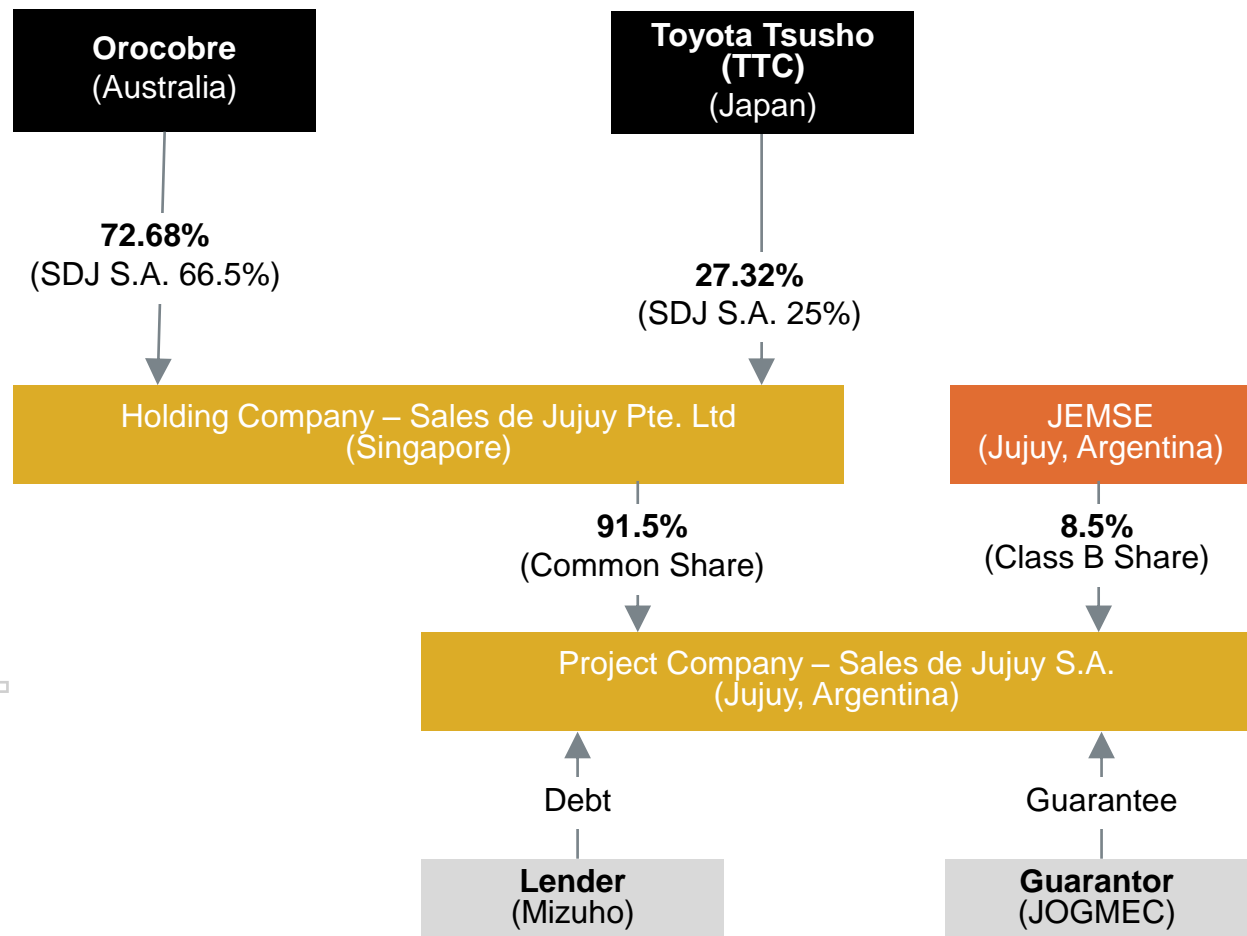 Orocobre
(Australia)
Toyota Tsusho
(TTC)
(Japan)
72.68%
(SDJ S.A. 66.5%)
27.32%
(SDJ S.A. 25%)
Holding Company – Sales de Jujuy Pte. Ltd
(Singapore)
JEMSE
(Jujuy, Argentina)
91.5%
(Common Share)
8.5%
(Class B Share)
Project Company – Sales de Jujuy S.A.
(Jujuy, Argentina)
Debt
Guarantee
Lender
(Mizuho)
Guarantor
(JOGMEC)